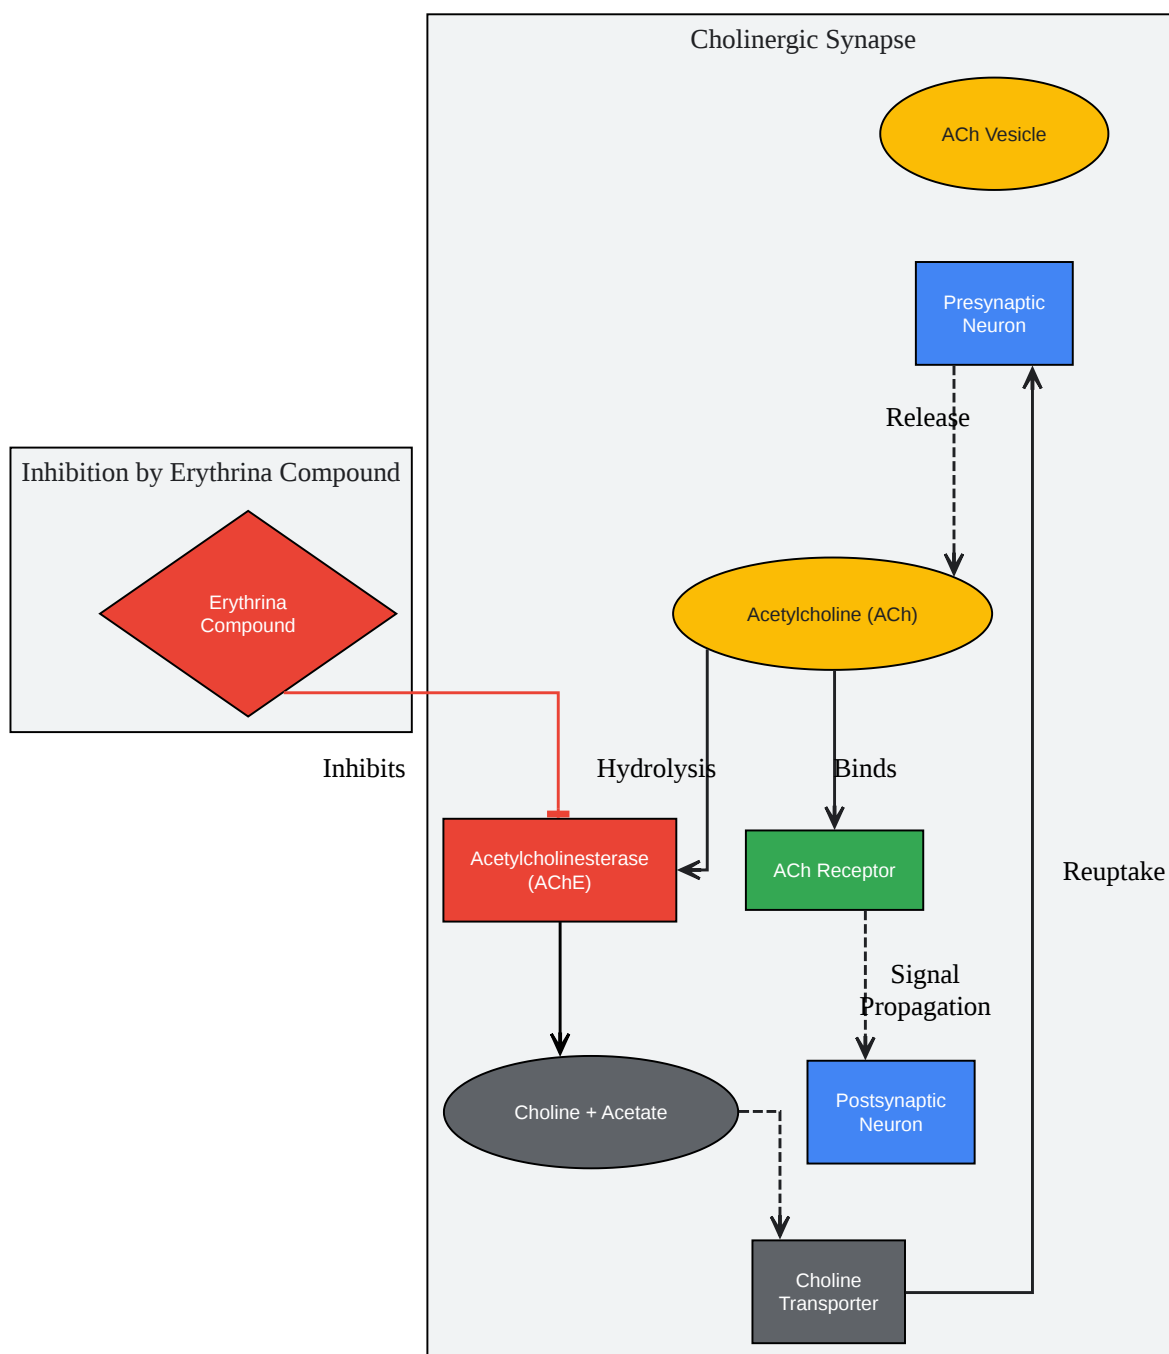 Cholinergic Synapse
ACh Vesicle
Presynaptic
Neuron
Release
Inhibition by Erythrina Compound
Erythrina
Compound
Acetylcholine (ACh)
Inhibits
Hydrolysis
Binds
Acetylcholinesterase
(AChE)
ACh Receptor
Reuptake
Signal
Propagation
Choline + Acetate
Postsynaptic
Neuron
Choline
Transporter